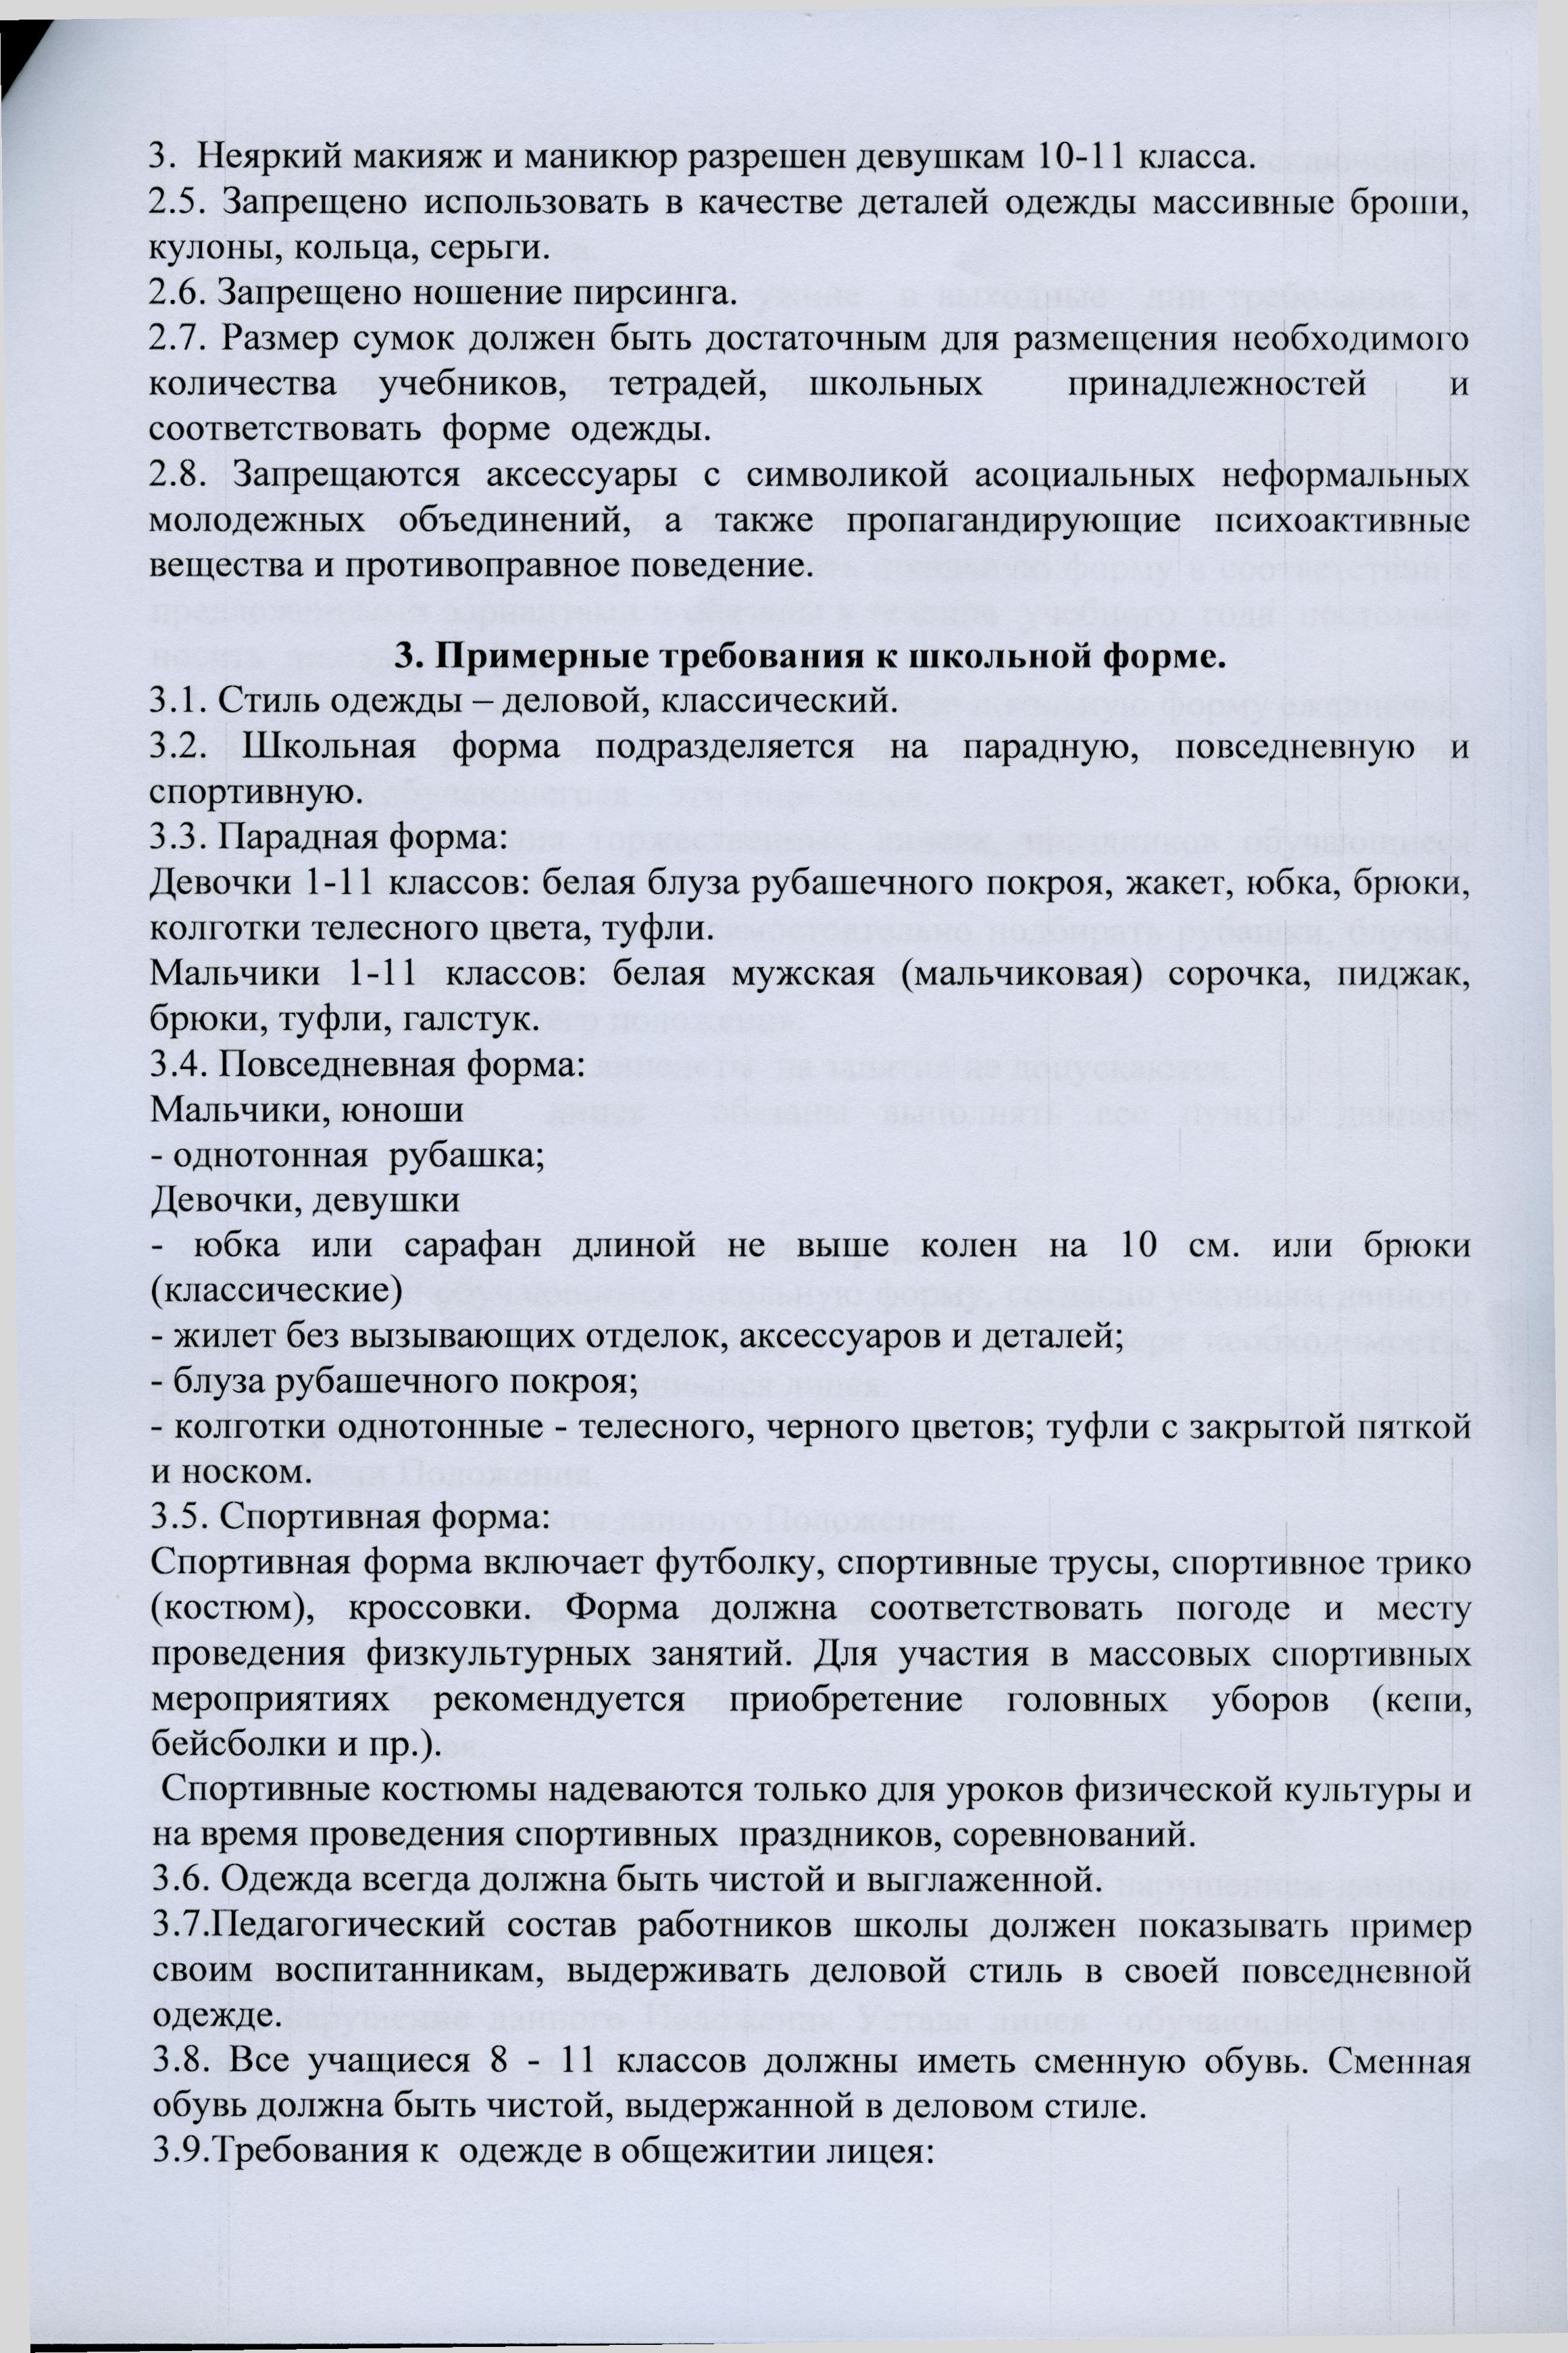 3.  Неяркий макияж и маникюр разрешен девушкам 10-11 класса.
2.5. Запрещено использовать в качестве деталей одежды массивные броши,
кулоны, кольца, серьги.
2.6. Запрещено ношение пирсинга.
2.7. Размер сумок должен быть достаточным для размещения необходимого
количества учебников, тетрадей, школьных принадлежностей и
соответствовать форме одежды.
2.8. Запрещаются аксессуары с символикой асоциальных неформальных
молодежных объединений, а также пропагандирующие психоактивные
вещества и противоправное поведение.
3. Примерные требования к школьной форме.
3.1. Стиль одежды – деловой, классический.
3.2. Школьная форма подразделяется на парадную, повседневную и
спортивную.
3.3. Парадная форма:
Девочки 1-11 классов: белая блуза рубашечного покроя, жакет, юбка, брюки,
колготки телесного цвета, туфли.
Мальчики 1-11 классов: белая мужская (мальчиковая) сорочка, пиджак,
брюки, туфли, галстук.
3.4. Повседневная форма:
Мальчики, юноши
- однотонная рубашка;
Девочки, девушки
- юбка или сарафан длиной не выше колен на 10 см. или брюки
(классические)
- жилет без вызывающих отделок, аксессуаров и деталей;
- блуза рубашечного покроя;
- колготки однотонные - телесного, черного цветов; туфли с закрытой пяткой
и носком.
3.5. Спортивная форма:
Спортивная форма включает футболку, спортивные трусы, спортивное трико
(костюм), кроссовки. Форма должна соответствовать погоде и месту
проведения физкультурных занятий. Для участия в массовых спортивных
мероприятиях рекомендуется приобретение головных уборов (кепи,
бейсболки и пр.).
Спортивные костюмы надеваются только для уроков физической культуры и
на время проведения спортивных праздников, соревнований.
3.6. Одежда всегда должна быть чистой и выглаженной.
3.7.Педагогический состав работников школы должен показывать пример
своим воспитанникам, выдерживать деловой стиль в своей повседневной
одежде.
3.8. Все учащиеся 8 - 11 классов должны иметь сменную обувь. Сменная
обувь должна быть чистой, выдержанной в деловом стиле.
3.9.Требования к одежде в общежитии лицея: